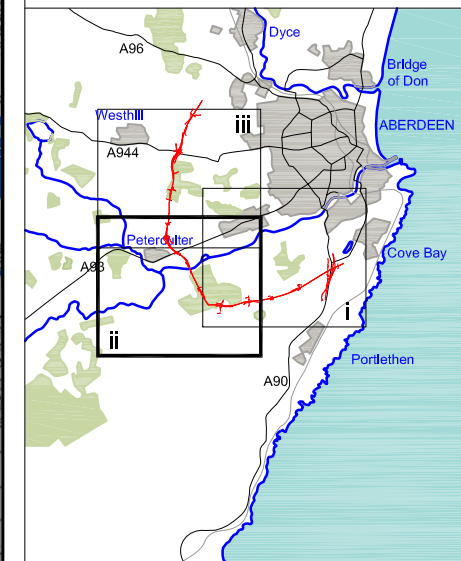 Dyce
A96
Bridge
of Don
Westhill
iii
ABERDEEN
A944
Peterculter
Cove Bay
A93
i
ii
Portlethen
A90